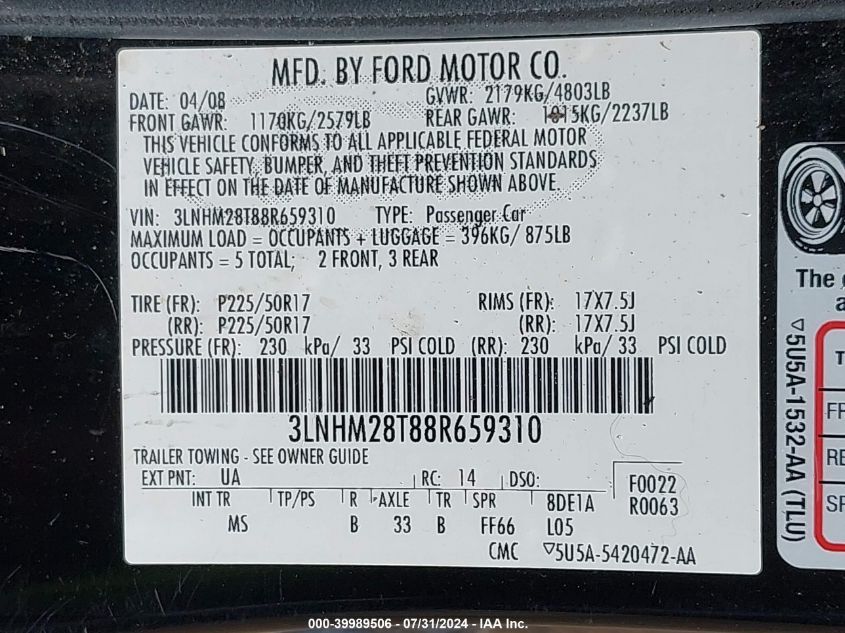 MFD. BY FORD MOTOR CO.
DATE: 04/08 GVWR: 2179KG/4803LB
FRONT GAWR: 1170KG/2579LB REAR GAWR: 1015KG/2237LB
THIS VEHICLE CONFORMS TO ALL APPLICABLE FEDERAL MOTOR
VEHICLE SAFETY, BUMPER, AND THEFT PREVENTION STANDARDS
IN EFFECT ON THE DATE OF MANUFACTURE SHOWN ABOVE.
VIN: 3LNHM28T88R659310 TYPE: Passenger Car
MAXIMUM LOAD = OCCUPANTS + LUGGAGE = 396KG/ 875LB
OCCUPANTS = 5 TOTAL, 2 FRONT, 3 REAR
TIRE (FR): P225/50R17 RIMS (FR): 17X7.5J
(RR): P225/50R17 (RR): 17X7.5J
PRESSURE (FR): 230 kPa/ 33 PSI COLD (RR): 230 kPa/ 33 PSI COLD
3LNHM28T88R659310
TRAILER TOWING - SEE OWNER GUIDE
EXT PNT: UA RC: 14 DSO: F0022
INT TR TP/PS R AXLE TR SPR 8DE1A R0063
MS B 33 B FF66 L05
CMC ▽5U5A-5420472-AA
▽5U5A-1532-AA (TLU)
The
a
T
FR
RE
SP
000-39989506 - 07/31/2024 - IAA Inc.